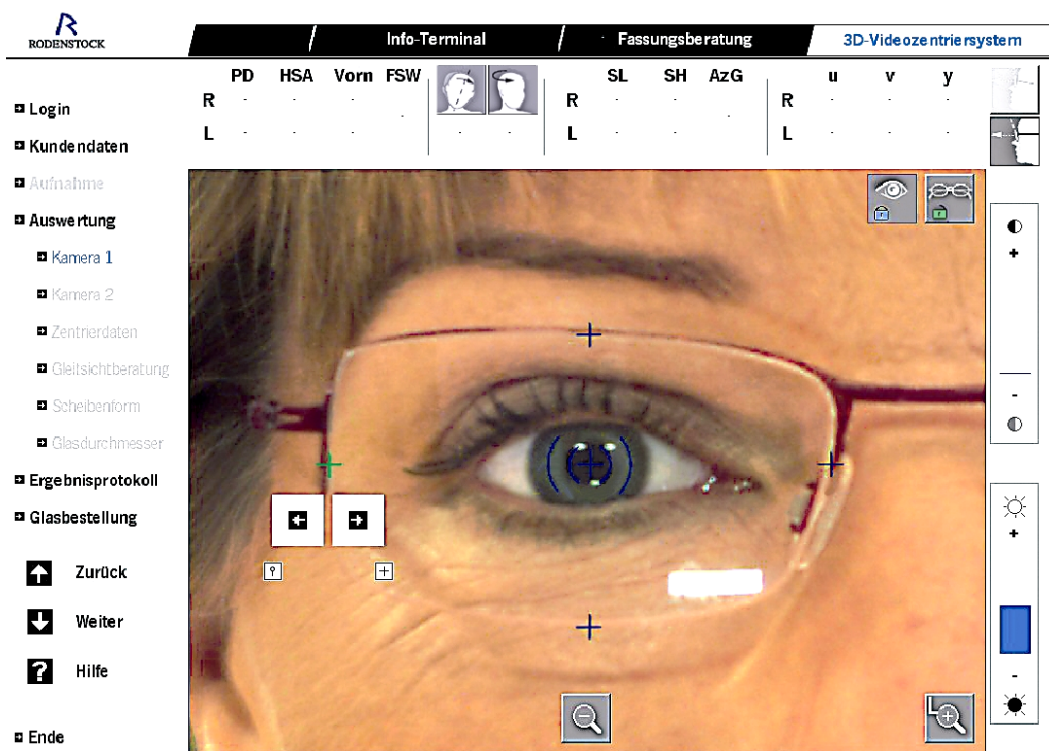 R
RODENSTOCK
Info-Terminal
Fassungsberatung
3D-Videozentriersystem
PD HSA Vorn FSW
R
L
SL SH AzG
R
L
u v y
R
L
Login
Kundendaten
Aufnahme
Auswertung
Kamera 1
Kamera 2
Zentrierdaten
Gleitsichtberatung
Scheibenform
Glasdurchmesser
Ergebnisprotokoll
Glasbestellung
Zurück
Weiter
? Hilfe
Ende
+
-
+
-
L